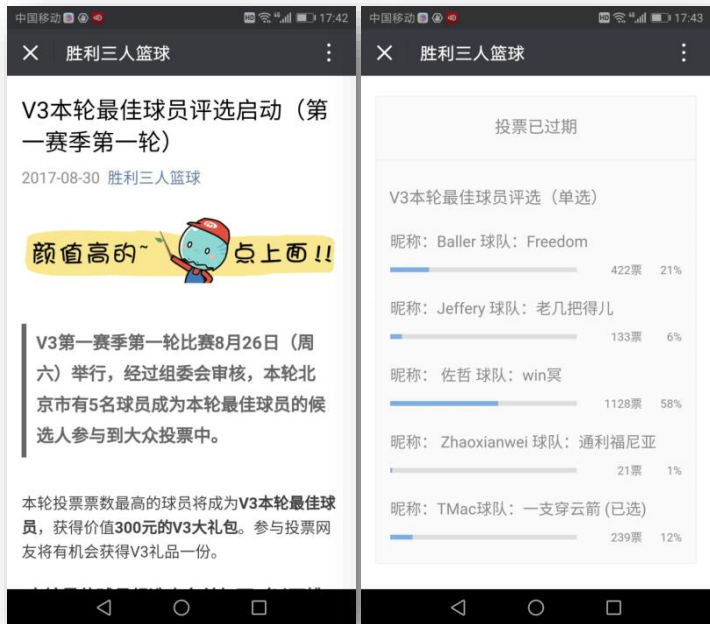 中国移动
17:42
胜利三人篮球
V3本轮最佳球员评选启动（第
一赛季第一轮）
2017-08-30 胜利三人篮球
颜值高的~ 点上面!!
V3第一赛季第一轮比赛8月26日（周
六）举行，经过组委会审核，本轮北
京市有5名球员成为本轮最佳球员的候
选人参与到大众投票中。
本轮投票票数最高的球员将成为V3本轮最佳球
员，获得价值300元的V3大礼包。参与投票网
友将有机会获得V3礼品一份。
中国移动
17:43
胜利三人篮球
投票已过期
V3本轮最佳球员评选（单选）
昵称：Baller 球队：Freedom
422票 21%
昵称：Jeffery 球队：老几把得儿
133票 6%
昵称： 佐哲 球队：win冥
1128票 58%
昵称： Zhaoxianwei 球队：通利福尼亚
21票 1%
昵称：TMac球队：一支穿云箭 (已选)
239票 12%